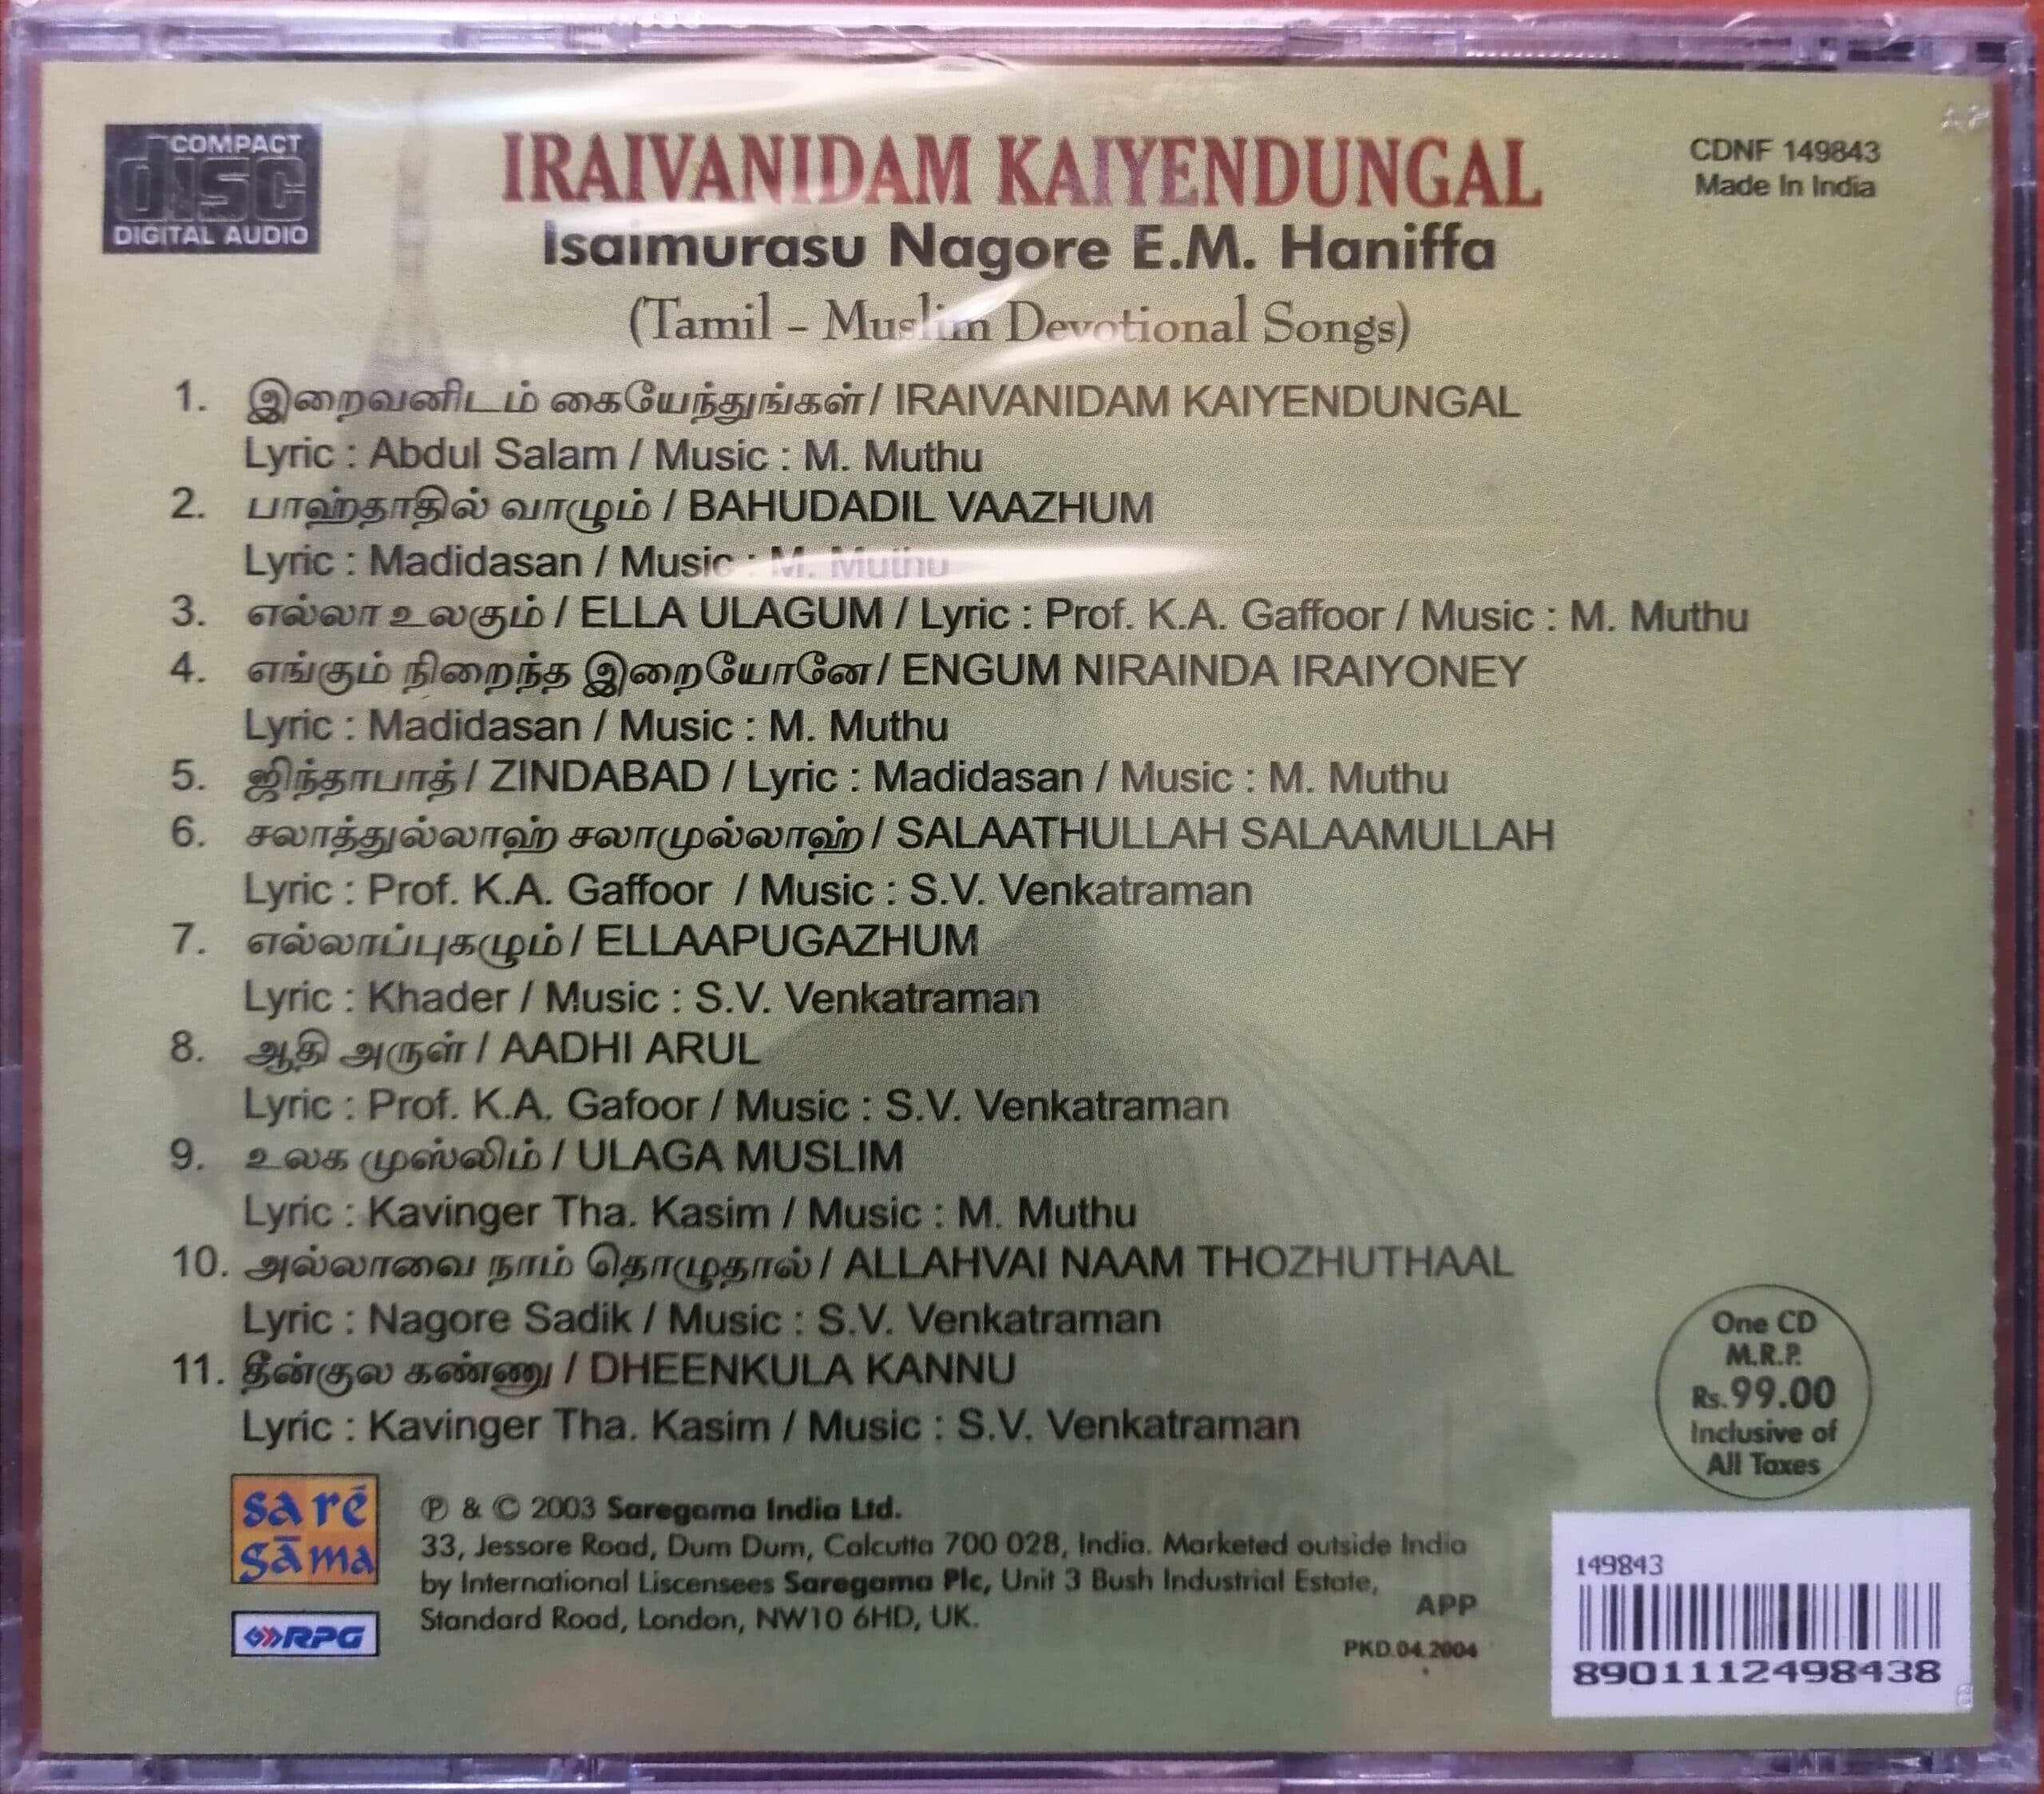 COMPACT
disc
DIGITAL AUDIO
IRAIVANIDAM KAIYENDUNGAL
Isaimurasu Nagore E.M. Haniffa
(Tamil - Muslim Devotional Songs)
CDNF 149843
Made In India
1. இறைவனிடம் கையேந்துங்கள் / IRAIVANIDAM KAIYENDUNGAL
Lyric : Abdul Salam / Music : M. Muthu
2. பாஹ்தாதில் வாழும் / BAHUDADIL VAAZHUM
Lyric : Madidasan / Music : M. Muthu
3. எல்லா உலகும் / ELLA ULAGUM / Lyric : Prof. K.A. Gaffoor / Music : M. Muthu
4. எங்கும் நிறைந்த இறையோனே / ENGUM NIRAINDA IRAIYONEY
Lyric : Madidasan / Music : M. Muthu
5. ஜிந்தாபாத் / ZINDABAD / Lyric : Madidasan / Music : M. Muthu
6. சலாத்துல்லாஹ் சலாமுல்லாஹ் / SALAATHULLAH SALAAMULLAH
Lyric : Prof. K.A. Gaffoor / Music : S.V. Venkatraman
7. எல்லாப்புகழும் / ELLAAPUGAZHUM
Lyric : Khader / Music : S.V. Venkatraman
8. ஆதி அருள் / AADHI ARUL
Lyric : Prof. K.A. Gafoor / Music : S.V. Venkatraman
9. உலக முஸ்லிம் / ULAGA MUSLIM
Lyric : Kavinger Tha. Kasim / Music : M. Muthu
10. அல்லாவை நாம் தொழுதால் / ALLAHVAI NAAM THOZHUTHAAL
Lyric : Nagore Sadik / Music : S.V. Venkatraman
11. தீன்குல கண்ணு / DHEENKULA KANNU
Lyric : Kavinger Tha. Kasim / Music : S.V. Venkatraman
One CD
M.R.P.
Rs. 99.00
Inclusive of
All Taxes
sa ré
gā ma
RPG
℗ & © 2003 Saregama India Ltd.
33, Jessore Road, Dum Dum, Calcutta 700 028, India. Marketed outside India
by International Liscensees Saregama Plc, Unit 3 Bush Industrial Estate,
Standard Road, London, NW10 6HD, UK.
APP
PKD.04.2004
149843
8901112498438